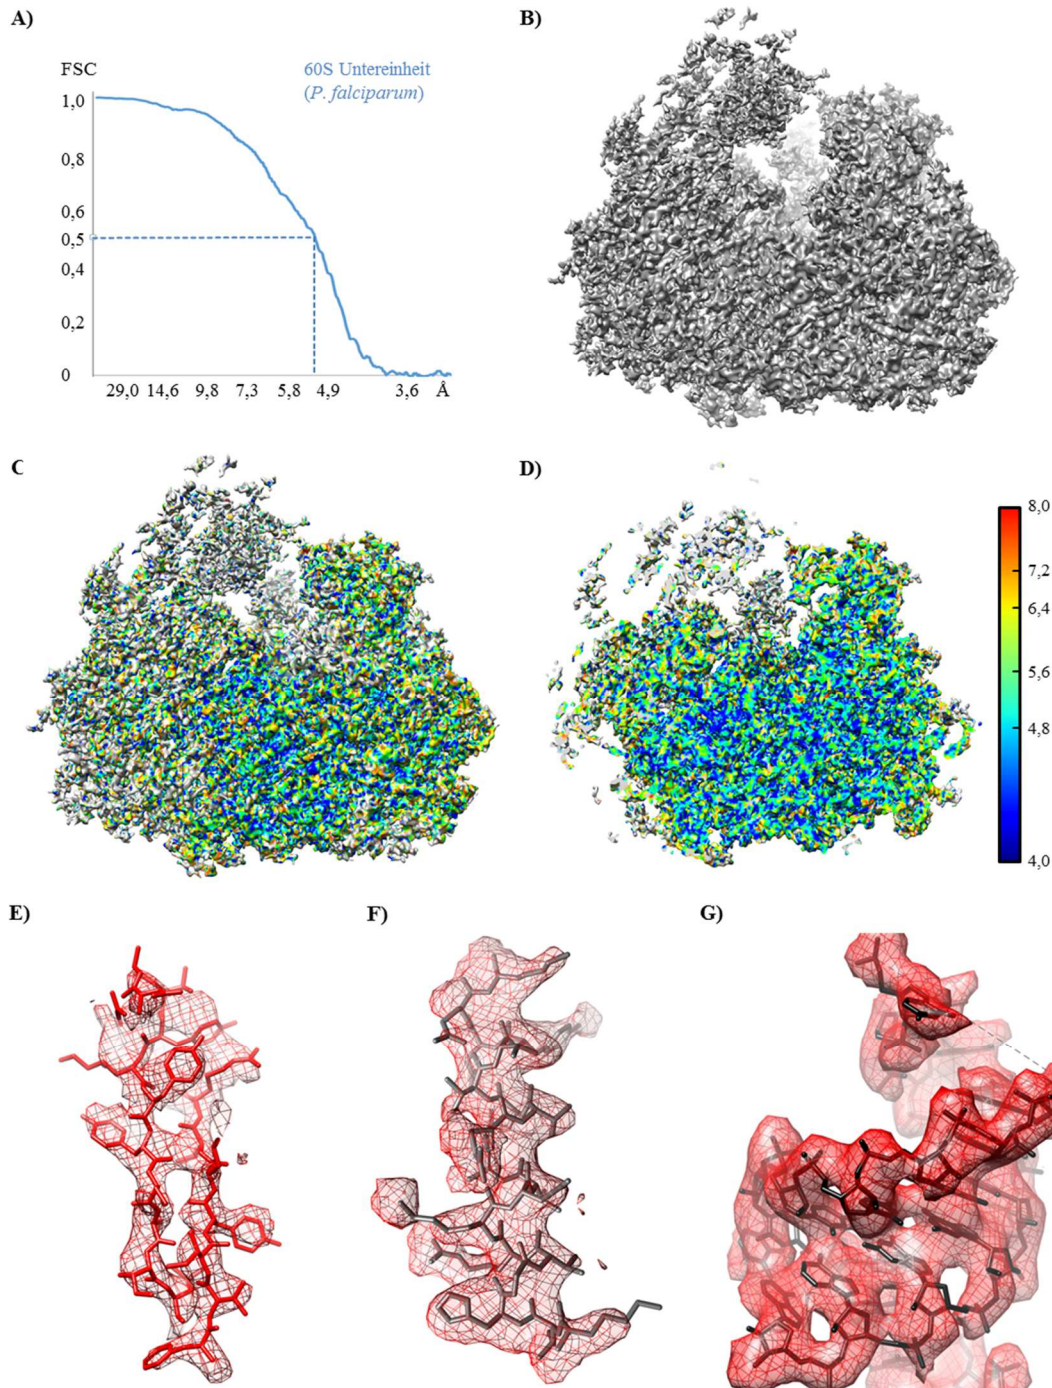 A)
B)
FSC
60S Untereinheit
(P. falciparum)
1,0
0,8
0,6
0,5
0,4
0,2
0
29,0 14,6 9,8 7,3 5,8 4,9 3,6 Å
C
D)
8,0
7,2
6,4
5,6
4,8
4,0
E)
F)
G)